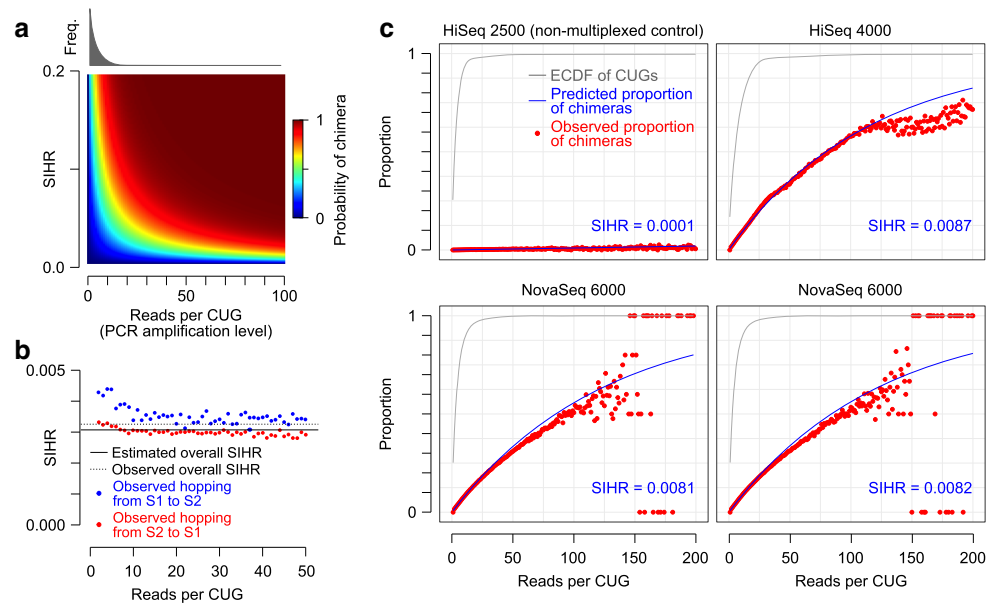 a
Freq.
0.2
SIHR
0.0
0
50
100
Reads per CUG
(PCR amplification level)
1
0
Probability of chimera
b
0.005
SIHR
0.000
Estimated overall SIHR
Observed overall SIHR
Observed hopping
from S1 to S2
Observed hopping
from S2 to S1
0 10 20 30 40 50
Reads per CUG
c
HiSeq 2500 (non-multiplexed control)
1
Proportion
0
ECDF of CUGs
Predicted proportion
of chimeras
Observed proportion
of chimeras
SIHR = 0.0001
HiSeq 4000
SIHR = 0.0087
NovaSeq 6000
1
Proportion
0
SIHR = 0.0081
0 50 100 150 200
Reads per CUG
NovaSeq 6000
SIHR = 0.0082
0 50 100 150 200
Reads per CUG